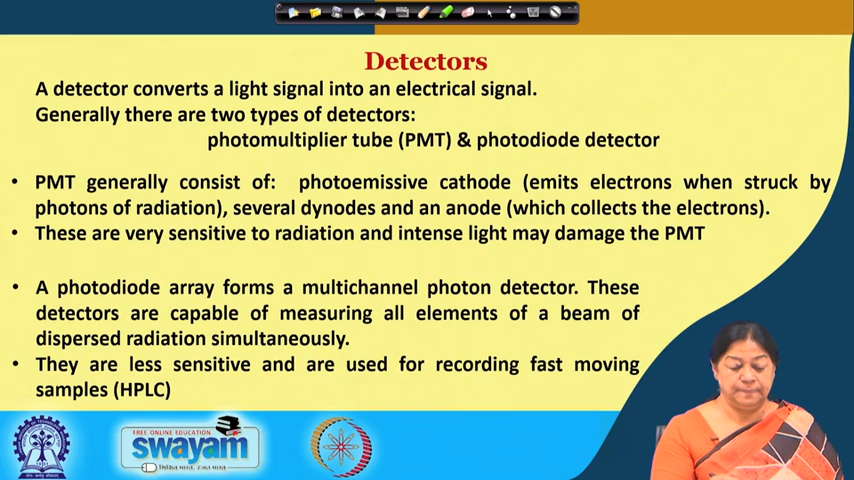 Detectors
A detector converts a light signal into an electrical signal.
Generally there are two types of detectors:
photomultiplier tube (PMT) & photodiode detector
• PMT generally consist of: photoemissive cathode (emits electrons when struck by
photons of radiation), several dynodes and an anode (which collects the electrons).
• These are very sensitive to radiation and intense light may damage the PMT
• A photodiode array forms a multichannel photon detector. These
detectors are capable of measuring all elements of a beam of
dispersed radiation simultaneously.
• They are less sensitive and are used for recording fast moving
samples (HPLC)
FREE ONLINE EDUCATION
swayam